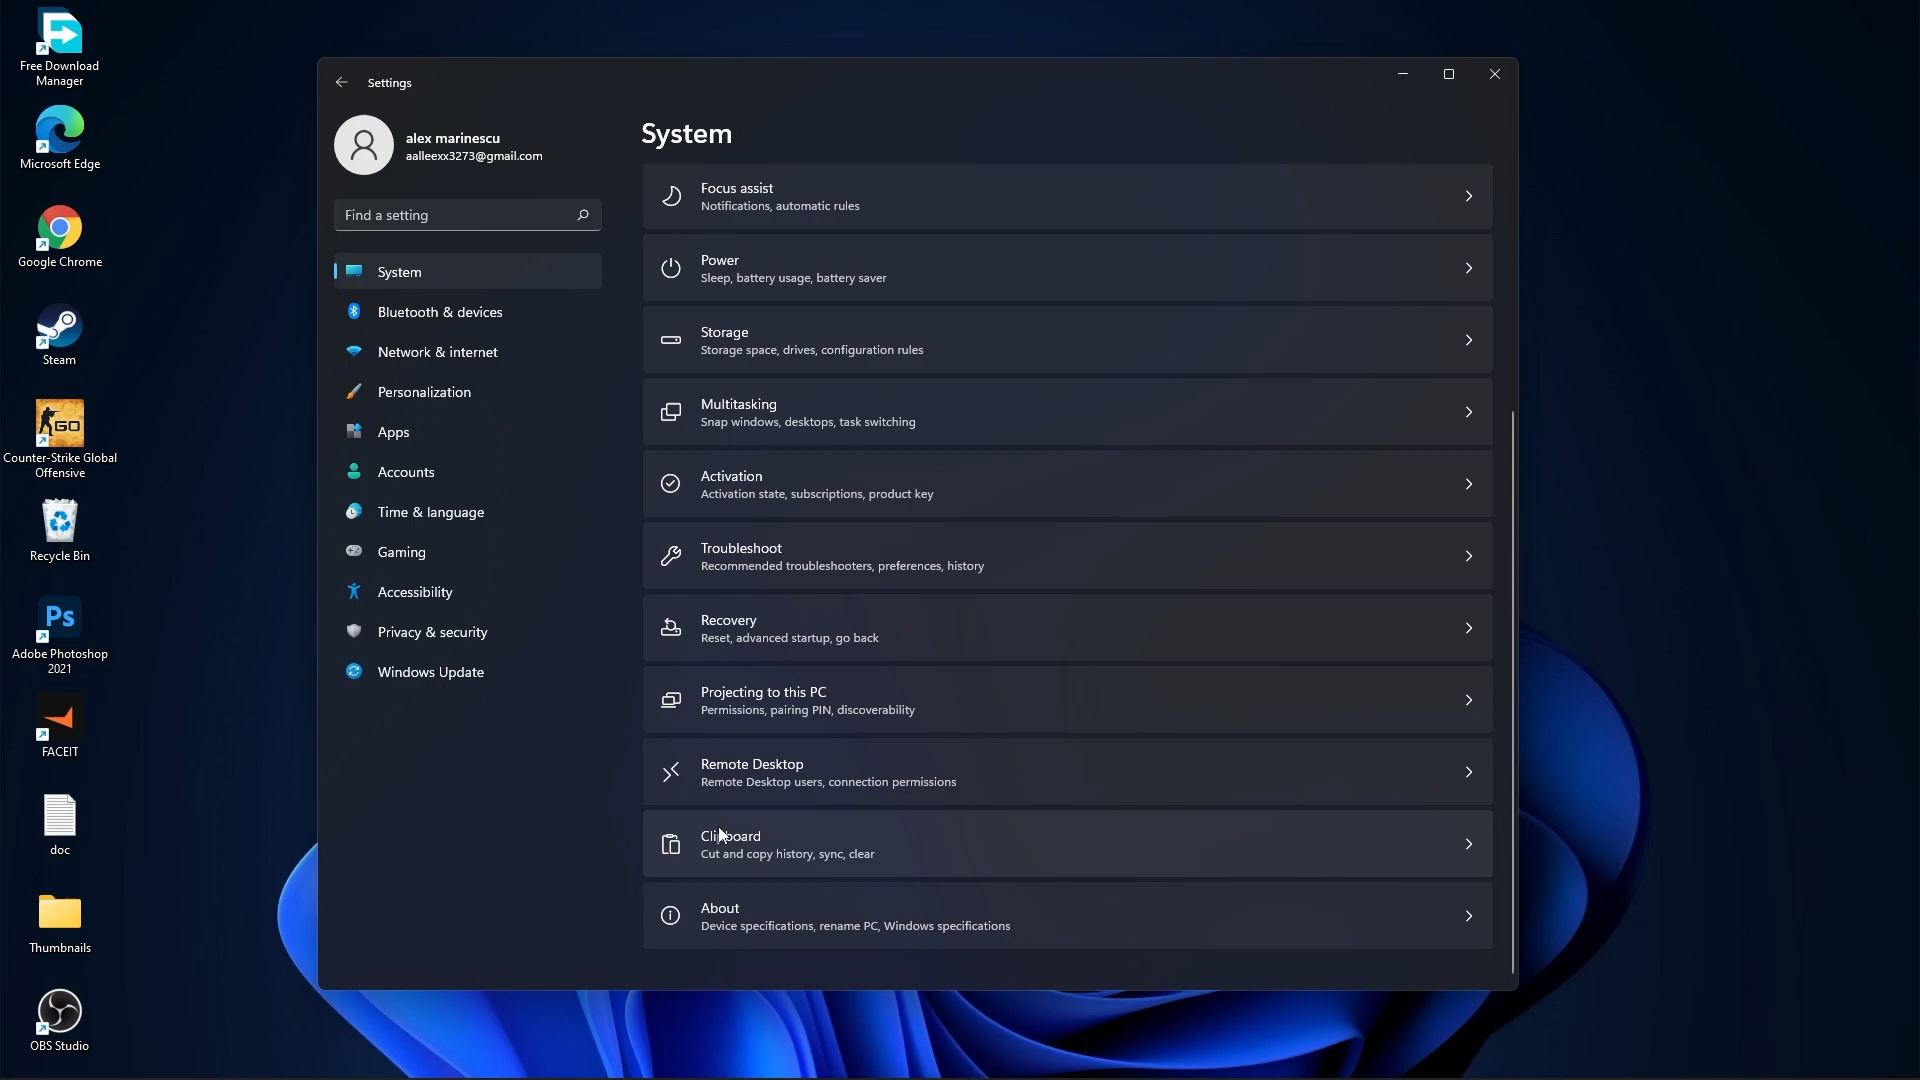 Free Download
Manager
Microsoft Edge
Google Chrome
Steam
GO
Counter-Strike Global
Offensive
Recycle Bin
Ps
Adobe Photoshop
2021
FACEIT
doc
Thumbnails
OBS Studio
Settings
alex marinescu
aalleexx3273@gmail.com
Find a setting
System
Bluetooth & devices
Network & internet
Personalization
Apps
Accounts
Time & language
Gaming
Accessibility
Privacy & security
Windows Update
System
Focus assist
Notifications, automatic rules
Power
Sleep, battery usage, battery saver
Storage
Storage space, drives, configuration rules
Multitasking
Snap windows, desktops, task switching
Activation
Activation state, subscriptions, product key
Troubleshoot
Recommended troubleshooters, preferences, history
Recovery
Reset, advanced startup, go back
Projecting to this PC
Permissions, pairing PIN, discoverability
Remote Desktop
Remote Desktop users, connection permissions
Clipboard
Cut and copy history, sync, clear
About
Device specifications, rename PC, Windows specifications